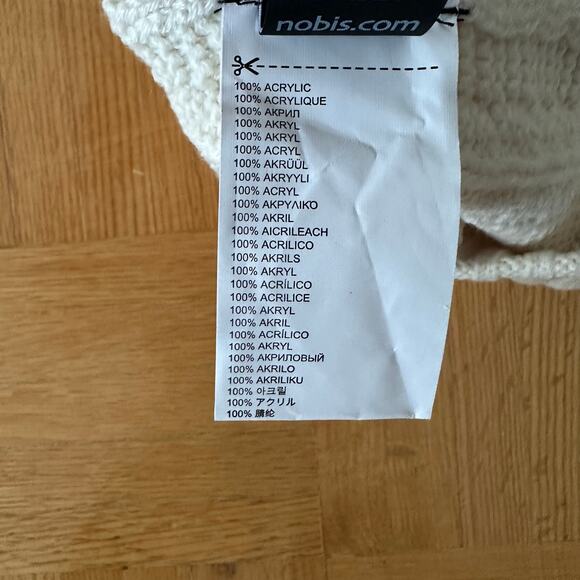 nobis.com
100% ACRYLIC
100% ACRYLIQUE
100% АКРИЛ
100% AKRYL
100% AKRYL
100% ACRYL
100% AKRÜÜL
100% AKRYYLI
100% ACRYL
100% ΑΚΡΥΛΙΚΌ
100% AKRIL
100% AICRILEACH
100% ACRILICO
100% AKRILS
100% AKRYL
100% ACRÍLICO
100% ACRILICE
100% AKRYL
100% AKRIL
100% ACRÍLICO
100% AKRYL
100% АКРИЛОВЫЙ
100% AKRILO
100% AKRILIKU
100% 아크릴
100% アクリル
100% 腈纶